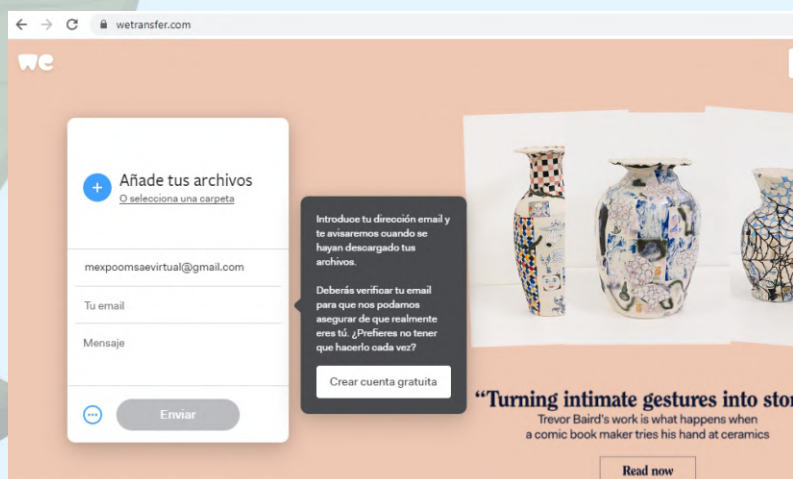 wetransfer.com
we
Añade tus archivos
O selecciona una carpeta
mexpoomsaevirtual@gmail.com
Tu email
Mensaje
Enviar
Introduce tu dirección email y
te avisaremos cuando se
hayan descargado tus
archivos.
Deberás verificar tu email
para que nos podamos
asegurar de que realmente
eres tú. ¿Prefieres no tener
que hacerlo cada vez?
Crear cuenta gratuita
“Turning intimate gestures into stor
Trevor Baird's work is what happens when
a comic book maker tries his hand at ceramics
Read now